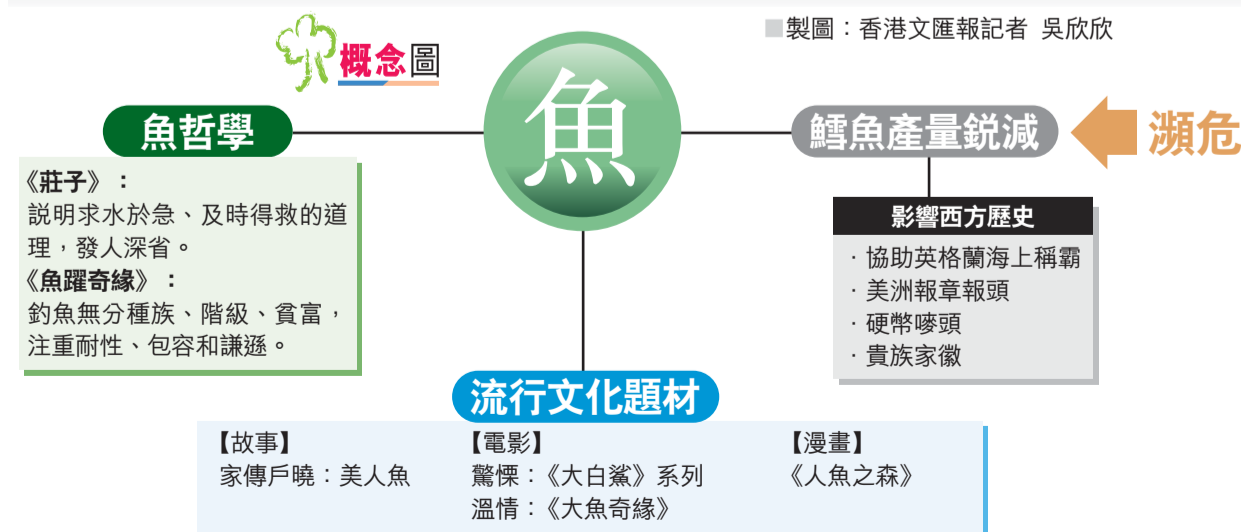 ■製圖：香港文匯報記者 吳欣欣
概念圖
魚
魚哲學
《莊子》：
說明求水於急、及時得救的道
理，發人深省。
《魚躍奇緣》：
釣魚無分種族、階級、貧富，
注重耐性、包容和謙遜。
鱈魚產量銳減
瀕危
影響西方歷史
·協助英格蘭海上稱霸
·美洲報章報頭
·硬幣嘜頭
·貴族家徽
流行文化題材
【故事】
家傳戶曉：美人魚
【電影】
驚慄：《大白鯊》系列
溫情：《大魚奇緣》
【漫畫】
《人魚之森》